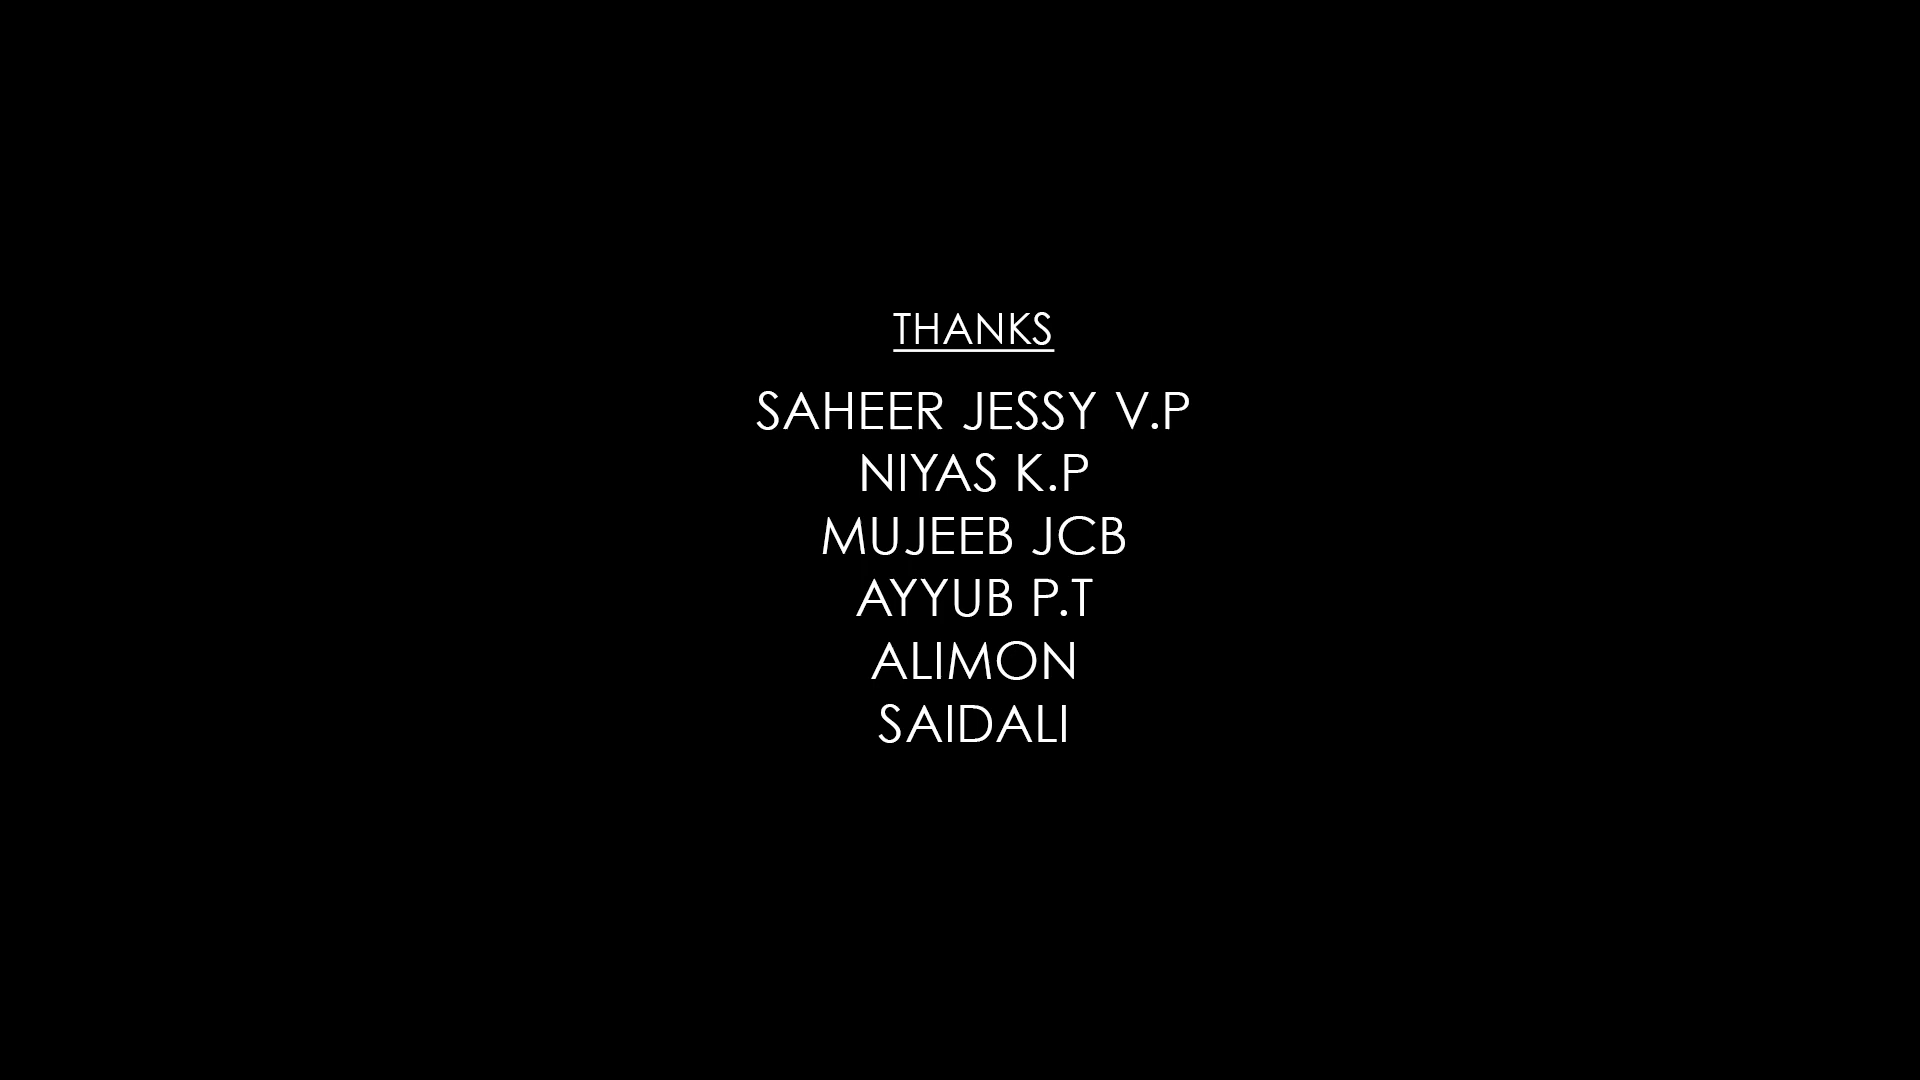 THANKS
SAHEER JESSY V.P
NIYAS K.P
MUJEEB JCB
AYYUB P.T
ALIMON
SAIDALI